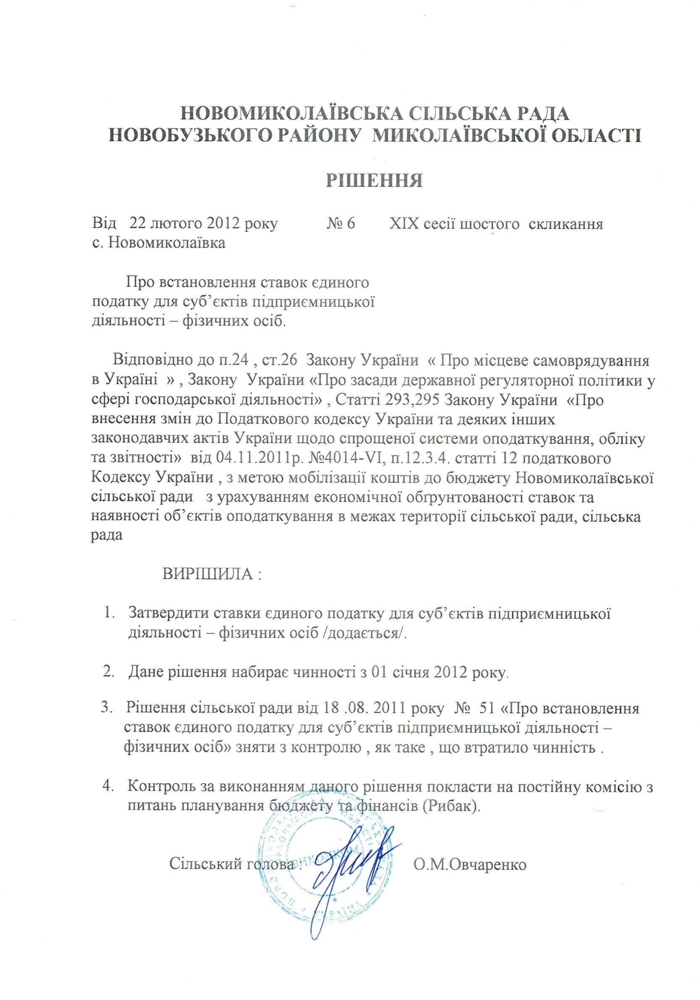 НОВОМИКОЛАЇВСЬКА СІЛЬСЬКА РАДА
НОВОБУЗЬКОГО РАЙОНУ МИКОЛАЇВСЬКОЇ ОБЛАСТІ
РІШЕННЯ
Від 22 лютого 2012 року № 6 XIX сесії шостого скликання
с. Новомиколаївка
Про встановлення ставок єдиного
податку для суб’єктів підприємницької
діяльності – фізичних осіб.
Відповідно до п.24 , ст.26 Закону України « Про місцеве самоврядування
в Україні » , Закону України «Про засади державної регуляторної політики у
сфері господарської діяльності» , Статті 293,295 Закону України «Про
внесення змін до Податкового кодексу України та деяких інших
законодавчих актів України щодо спрощеної системи оподаткування, обліку
та звітності» від 04.11.2011р. №4014-VI, п.12.3.4. статті 12 податкового
Кодексу України , з метою мобілізації коштів до бюджету Новомиколаївської
сільської ради з урахуванням економічної обґрунтованості ставок та
наявності об’єктів оподаткування в межах території сільської ради, сільська
рада
ВИРІШИЛА :
1. Затвердити ставки єдиного податку для суб’єктів підприємницької
діяльності – фізичних осіб /додається/.
2. Дане рішення набирає чинності з 01 січня 2012 року.
3. Рішення сільської ради від 18 .08. 2011 року № 51 «Про встановлення
ставок єдиного податку для суб’єктів підприємницької діяльності –
фізичних осіб» зняти з контролю , як таке , що втратило чинність .
4. Контроль за виконанням даного рішення покласти на постійну комісію з
питань планування бюджету та фінансів (Рибак).
Сільський голова : О.М.Овчаренко
ВИКОНКОМ
УКРАЇНА